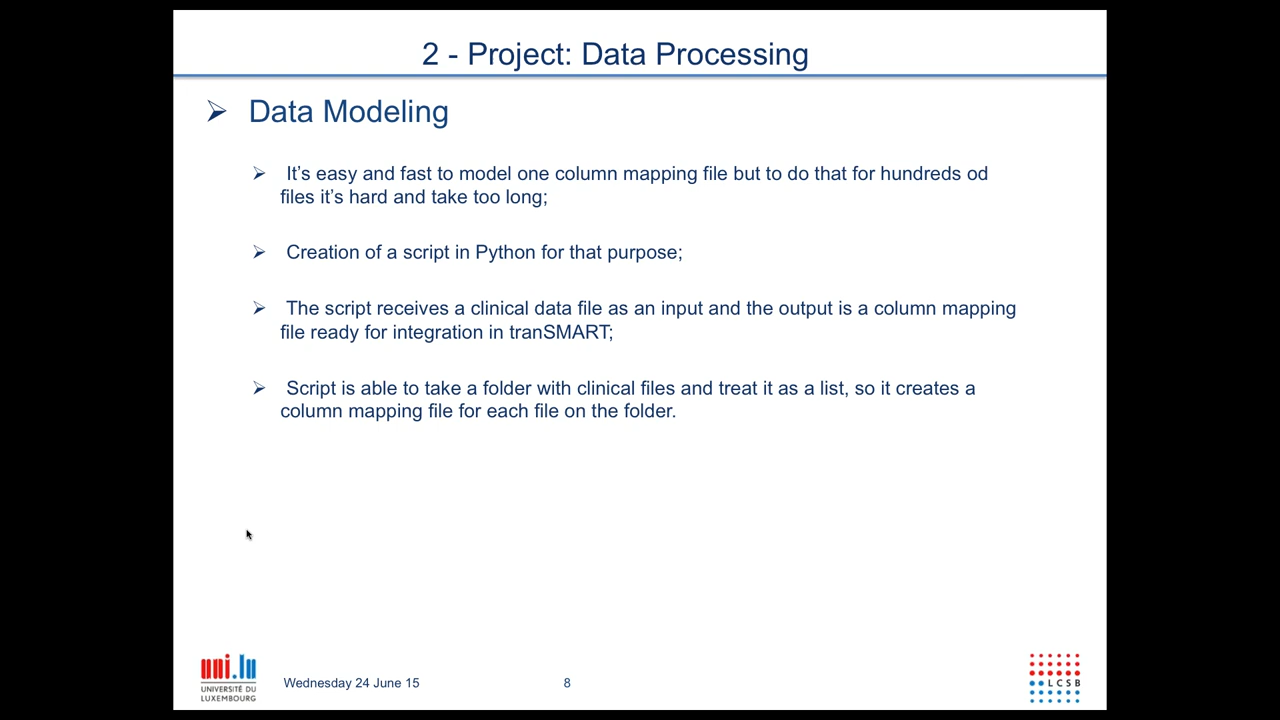 2 - Project: Data Processing
➢ Data Modeling
➢ It’s easy and fast to model one column mapping file but to do that for hundreds od
files it’s hard and take too long;
➢ Creation of a script in Python for that purpose;
➢ The script receives a clinical data file as an input and the output is a column mapping
file ready for integration in tranSMART;
➢ Script is able to take a folder with clinical files and treat it as a list, so it creates a
column mapping file for each file on the folder.
uni.lu
UNIVERSITÉ DU
LUXEMBOURG
Wednesday 24 June 15
8
LCSB